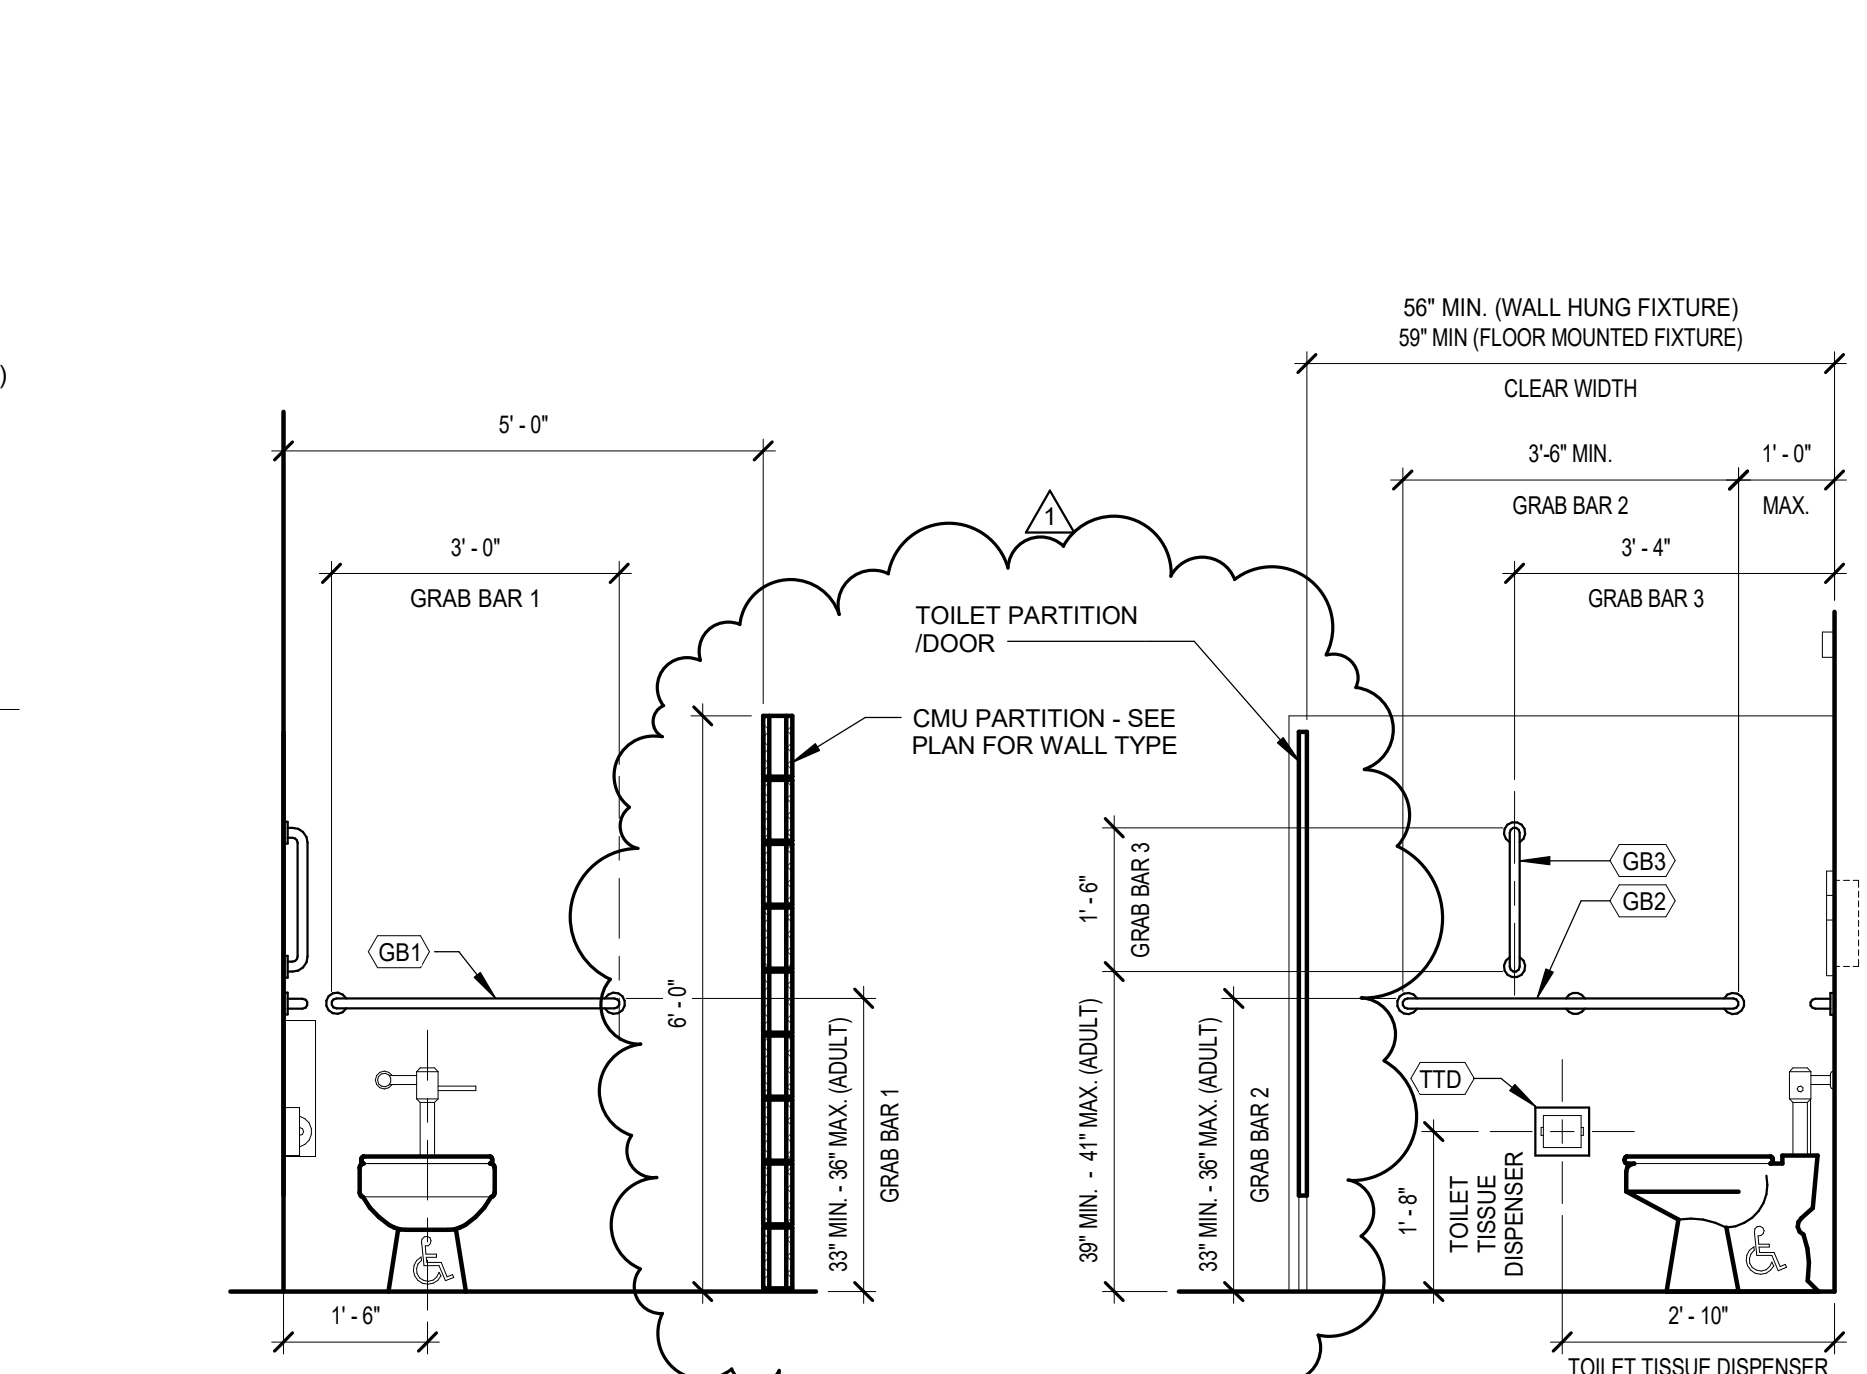 56" MIN. (WALL HUNG FIXTURE)
59" MIN (FLOOR MOUNTED FIXTURE)
)
CLEAR WIDTH
5' - 0"
3'-6" MIN.
1' - 0"
GRAB BAR 2
MAX.
1
3' - 0"
3' - 4"
GRAB BAR 1
GRAB BAR 3
TOILET PARTITION
/DOOR
CMU PARTITION - SEE
PLAN FOR WALL TYPE
GB3
GB2
GB1
1' - 6"
GRAB BAR 3
6' - 0"
33" MIN. - 36" MAX. (ADULT)
GRAB BAR 1
39" MIN. - 41" MAX. (ADULT)
33" MIN. - 36" MAX. (ADULT)
GRAB BAR 2
TTD
1' - 8"
TOILET
TISSUE
DISPENSER
1' - 6"
2' - 10"
TOILET TISSUE DISPENSER